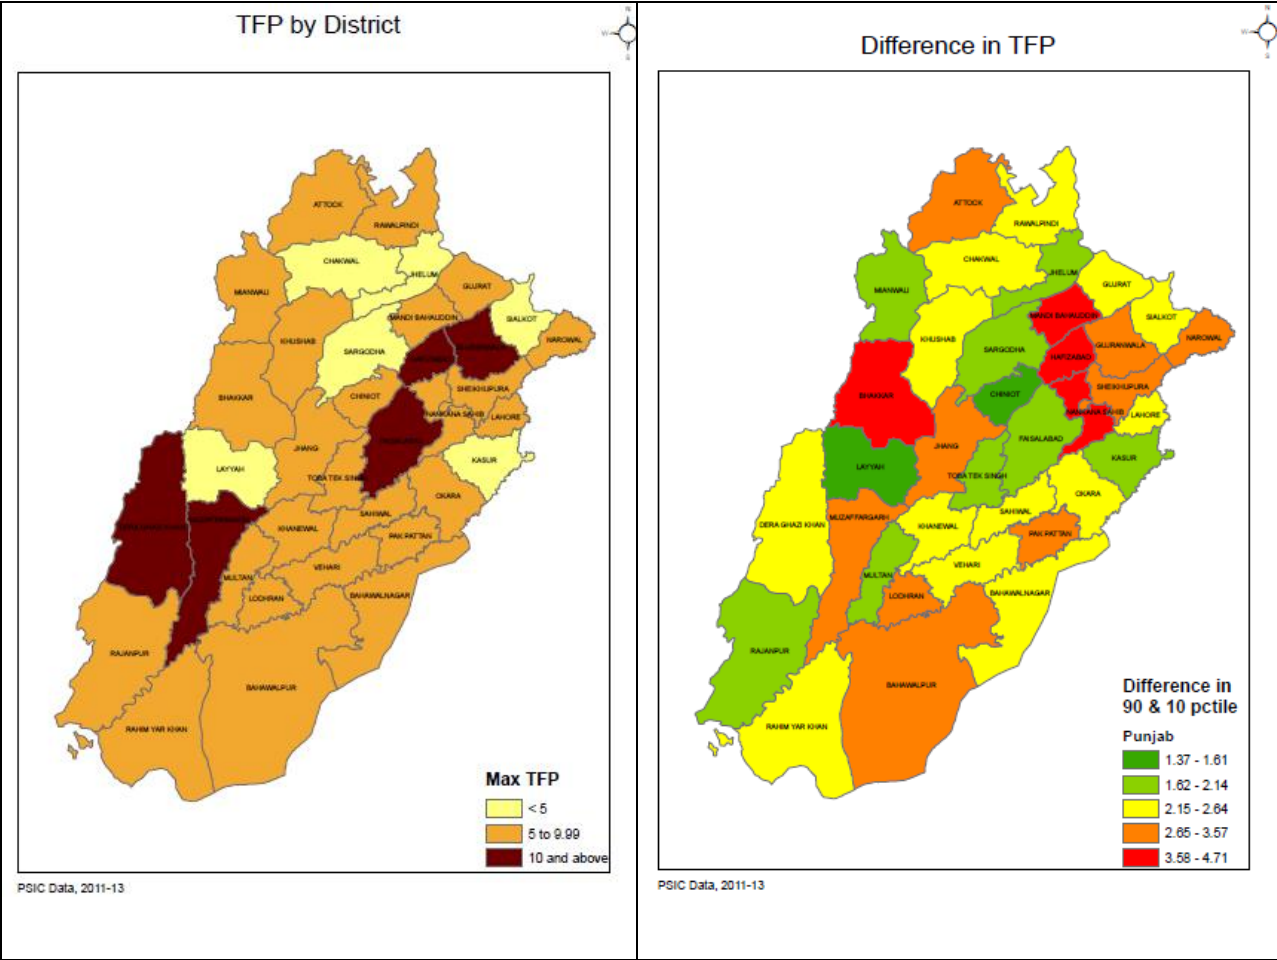 TFP by District
N
W
S
ATTOCK
RAWALPINDI
CHAKWAL
JHELUM
MIANWALI
GUJRAT
MANDI BAHAUDDIN
SIALKOT
KHUSHAB
NAROWAL
SARGODHA
SHEIKHUPURA
CHINIOT
BHAKKAR
NANKANA SAHIB
LAHORE
JHANG
KASUR
LAYYAH
TOBA TEK SINGH
OKARA
SAHIWAL
KHANEWAL
PAK PATTAN
VEHARI
MULTAN
LODHRAN
BAHAWALNAGAR
RAJANPUR
BAHAWALPUR
RAHIM YAR KHAN
Max TFP
< 5
5 to 9.99
10 and above
PSIC Data, 2011-13
Difference in TFP
N
W
S
ATTOCK
RAWALPINDI
CHAKWAL
JHELUM
MIANWALI
GUJRAT
MANDI BAHAUDDIN
SIALKOT
KHUSHAB
GUJRANWALA
NAROWAL
SARGODHA
HAFIZABAD
SHEIKHUPURA
CHINIOT
BHAKKAR
NANKANA SAHIB
LAHORE
FAISALABAD
JHANG
KASUR
LAYYAH
TOBA TEK SINGH
OKARA
SAHIWAL
MUZAFFARGARH
DERA GHAZI KHAN
KHANEWAL
PAK PATTAN
VEHARI
MULTAN
LODHRAN
BAHAWALNAGAR
RAJANPUR
BAHAWALPUR
RAHIM YAR KHAN
Difference in
90 & 10 pctile
Punjab
1.37 - 1.61
1.62 - 2.14
2.15 - 2.64
2.65 - 3.57
3.58 - 4.71
PSIC Data, 2011-13